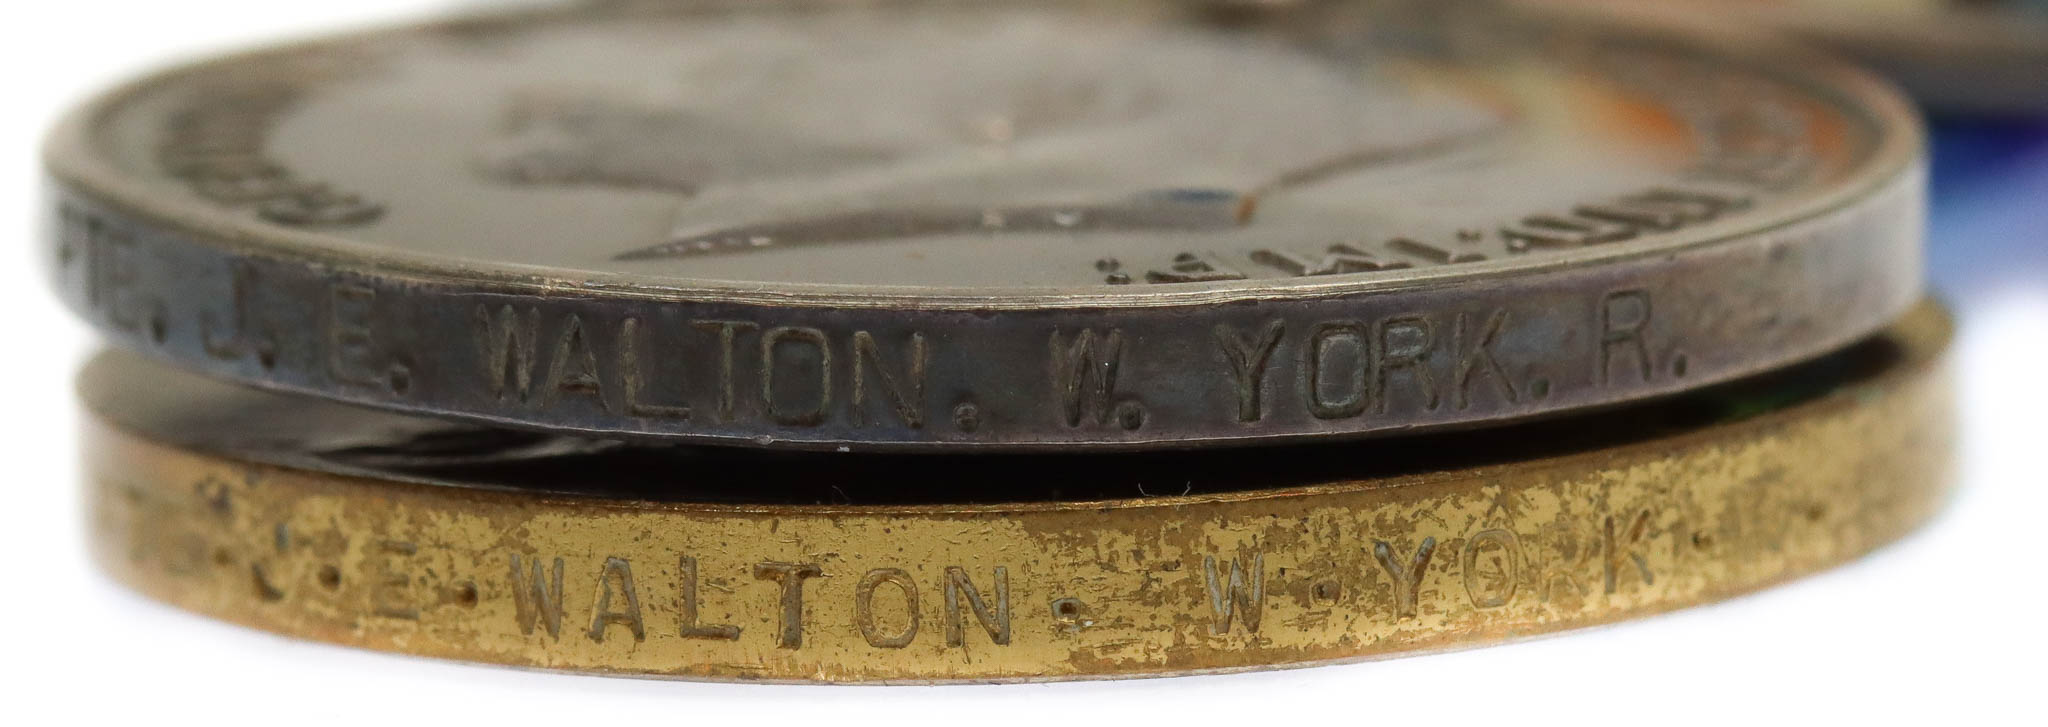 PTE. J. E. WALTON. W. YORK. R.
J. E. WALTON. W. YORK.